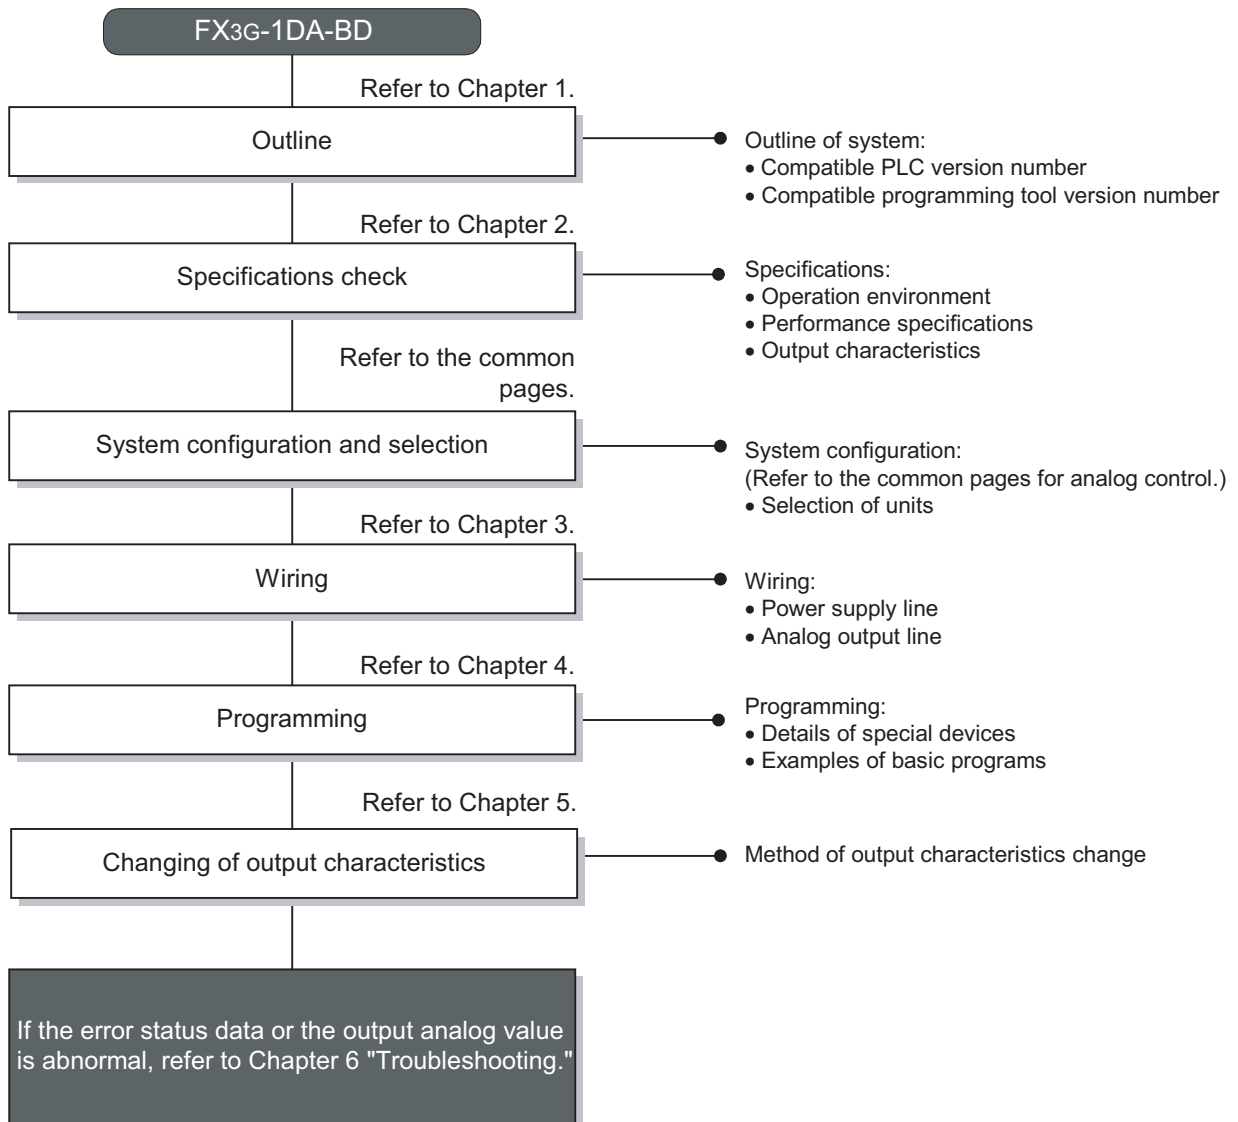 FX3G-1DA-BD
Refer to Chapter 1.
Outline
Outline of system:
• Compatible PLC version number
• Compatible programming tool version number
Refer to Chapter 2.
Specifications check
Specifications:
• Operation environment
• Performance specifications
• Output characteristics
Refer to the common
pages.
System configuration and selection
System configuration:
(Refer to the common pages for analog control.)
• Selection of units
Refer to Chapter 3.
Wiring
Wiring:
• Power supply line
• Analog output line
Refer to Chapter 4.
Programming
Programming:
• Details of special devices
• Examples of basic programs
Refer to Chapter 5.
Changing of output characteristics
Method of output characteristics change
If the error status data or the output analog value
is abnormal, refer to Chapter 6 "Troubleshooting."